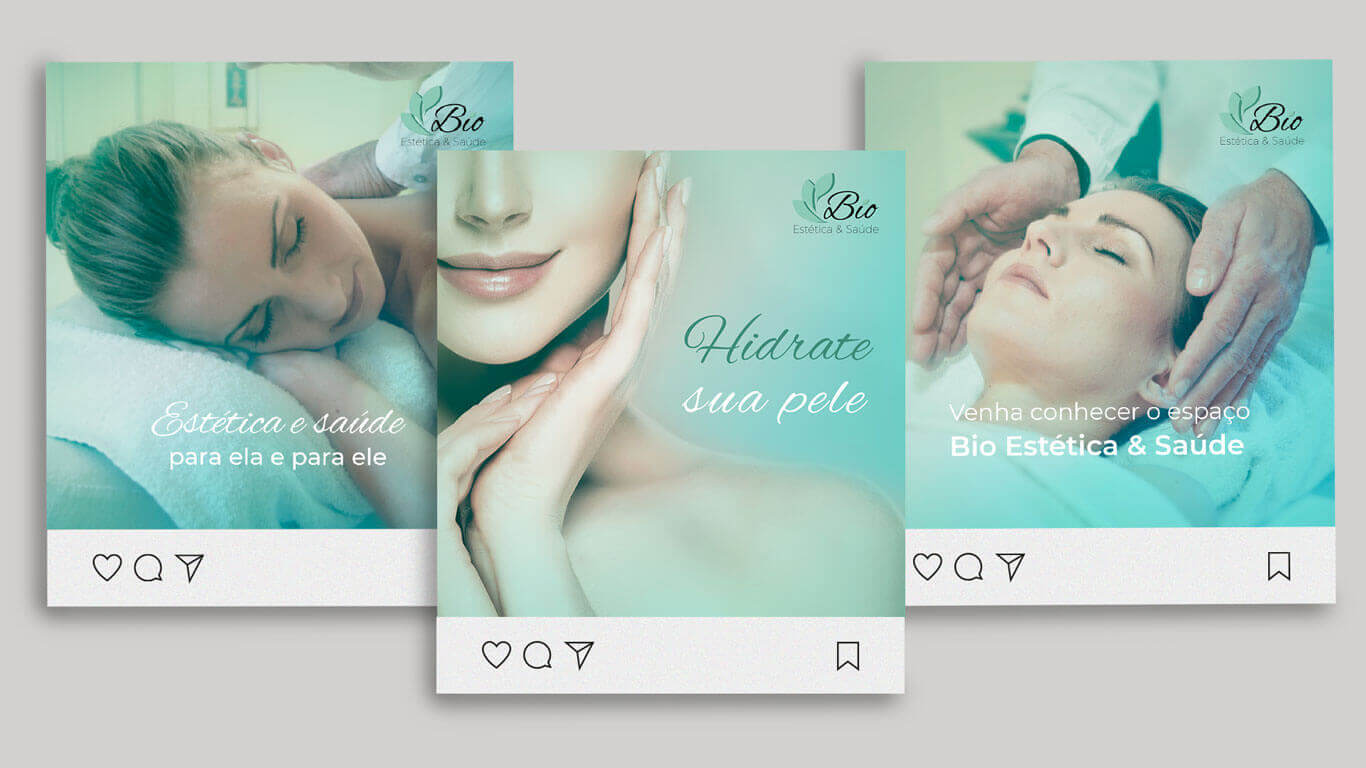 Bio
Estética & Saúde
Estética e saúde
para ela e para ele
Bio
Estética & Saúde
Hidrate
sua pele
Bio
Estética & Saúde
Venha conhecer o espaço
Bio Estética & Saúde